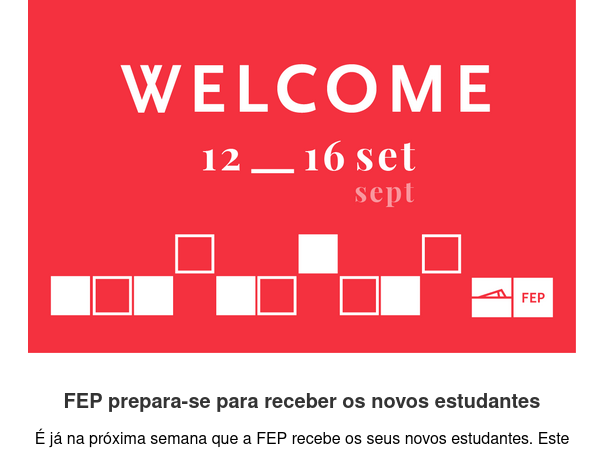 WELCOME
12 __ 16 set
sept
FEP
FEP prepara-se para receber os novos estudantes
É já na próxima semana que a FEP recebe os seus novos estudantes. Este